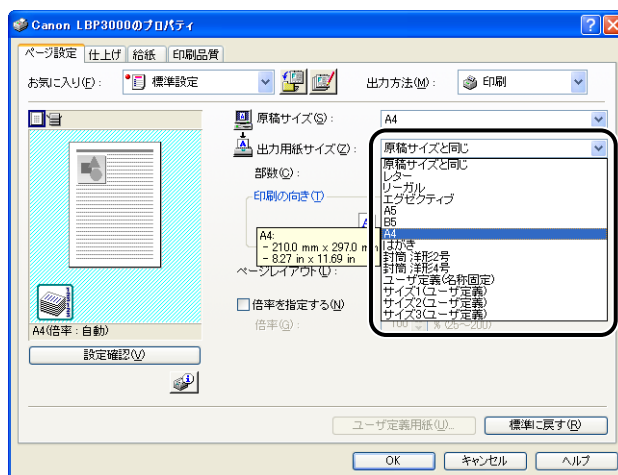 Canon LBP3000のプロパティ
ページ設定 仕上げ 給紙 印刷品質
お気に入り(F): 標準設定 出力方法(M): 印刷
原稿サイズ(S): A4
出力用紙サイズ(Z): 原稿サイズと同じ
原稿サイズと同じ
レター
リーガル
エグゼクティブ
A5
B5
A4
はがき
封筒 洋形2号
封筒 洋形4号
ユーザ定義(名称固定)
サイズ1(ユーザ定義)
サイズ2(ユーザ定義)
サイズ3(ユーザ定義)
部数(C):
印刷の向き(T)
A4:
- 210.0 mm x 297.0 m
- 8.27 in x 11.69 in
ページレイアウト(L):
倍率を指定する(N)
倍率(G): 100 % (25~200)
A4(倍率:自動)
設定確認(V)
ユーザ定義用紙(U)... 標準に戻す(R)
OK キャンセル ヘルプ